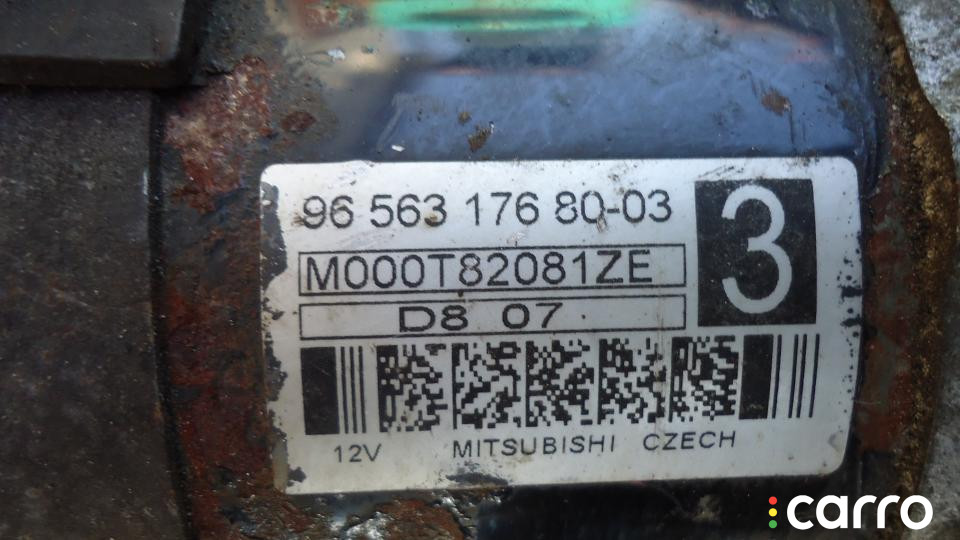 96 563 176 80-03
3
M000T82081ZE
D8 07
12V MITSUBISHI CZECH
carro